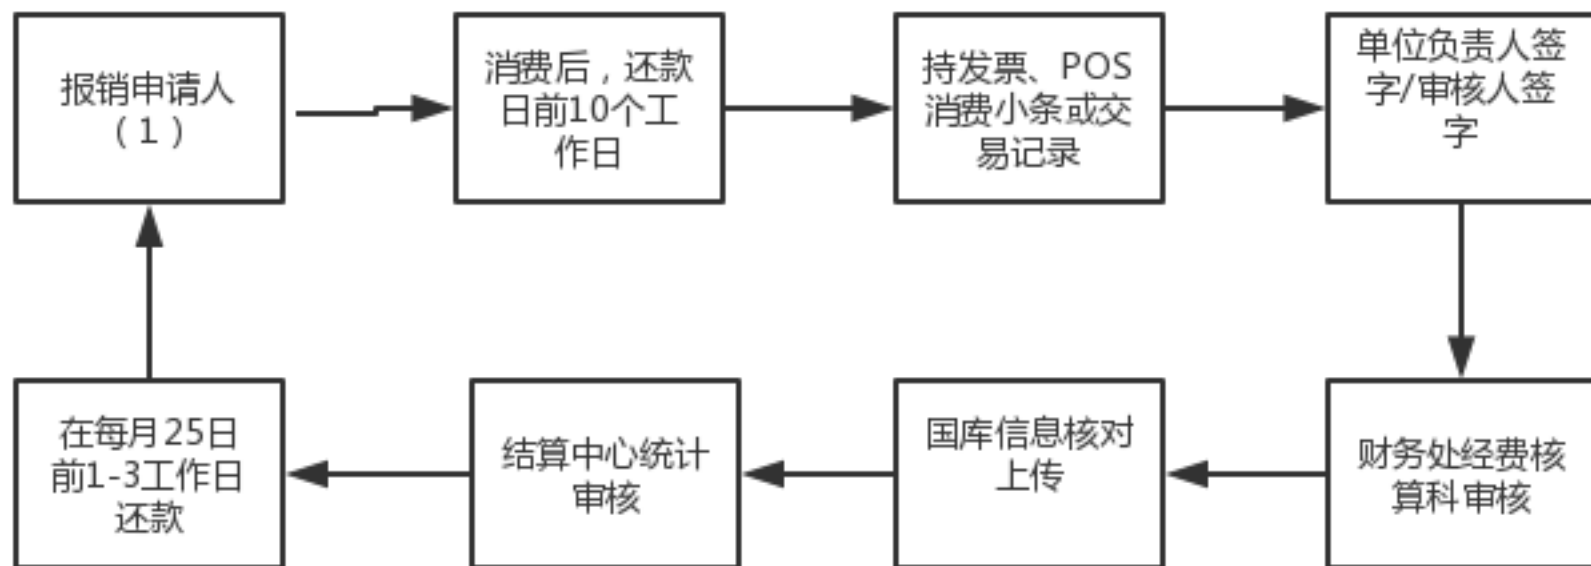 报销申请人
（1）
消费后，还款
日前10个工
作日
持发票、POS
消费小条或交
易记录
单位负责人签
字/审核人签
字
财务处经费核
算科审核
国库信息核对
上传
结算中心统计
审核
在每月25日
前1-3工作日
还款